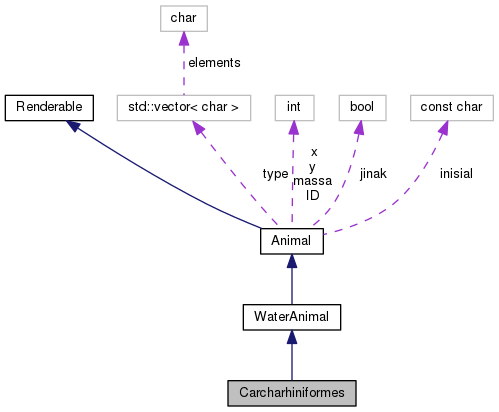 char
elements
Renderable
std::vector< char >
int
bool
const char
type
x
y
massa
ID
jinak
inisial
Animal
WaterAnimal
Carcharhiniformes